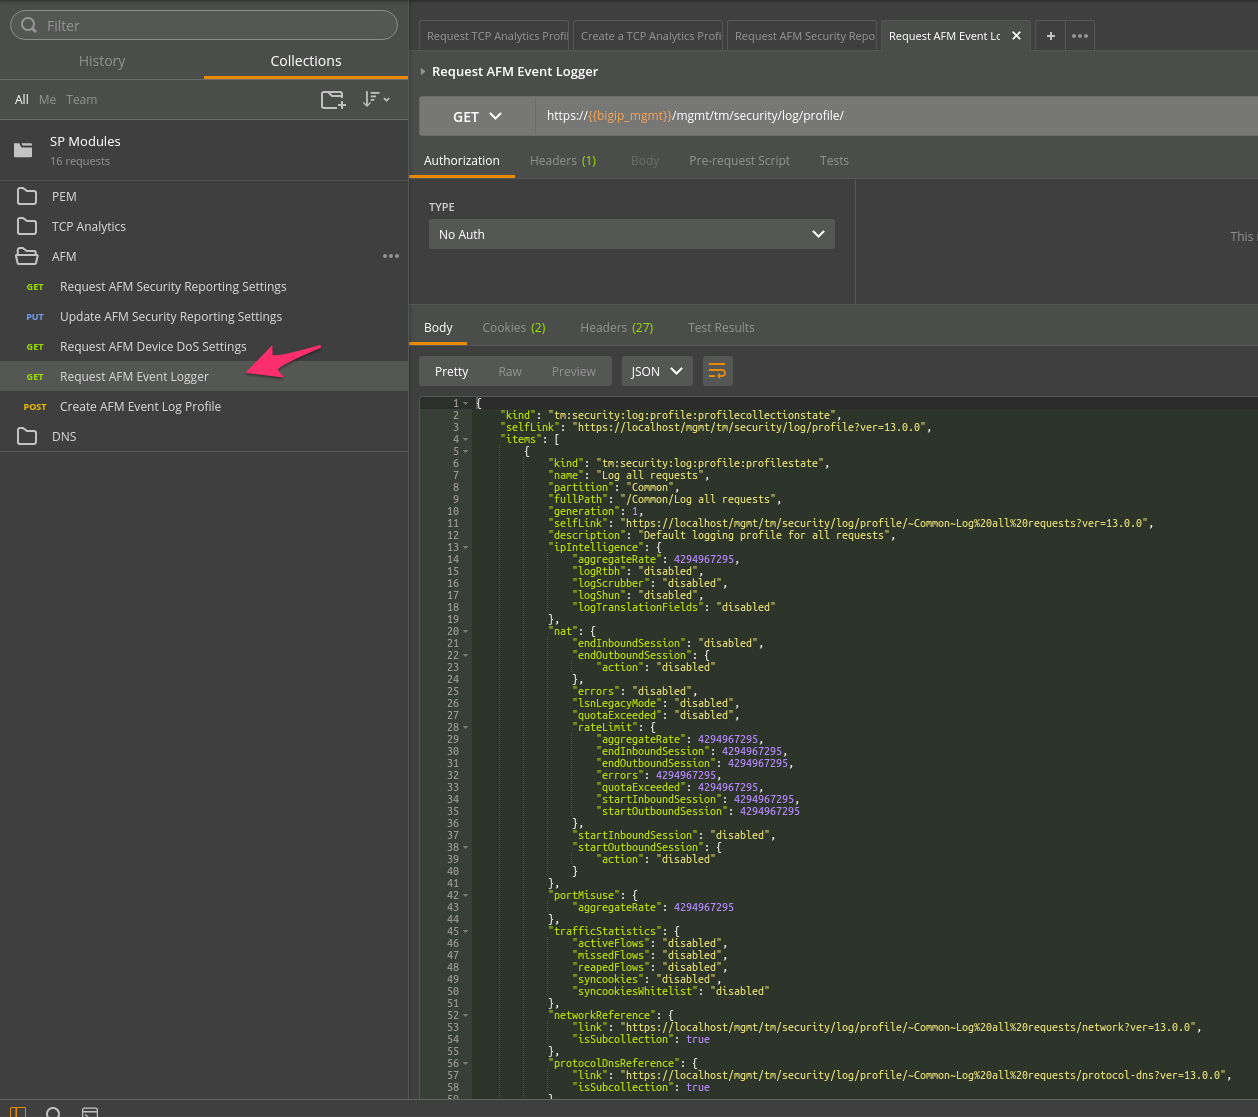 Filter
History
Collections
All Me Team
SP Modules
16 requests
PEM
TCP Analytics
AFM
GET Request AFM Security Reporting Settings
PUT Update AFM Security Reporting Settings
GET Request AFM Device DoS Settings
GET Request AFM Event Logger
POST Create AFM Event Log Profile
DNS
Request TCP Analytics Profil
Create a TCP Analytics Profi
Request AFM Security Repo
Request AFM Event Lc
Request AFM Event Logger
GET https://{{bigip_mgmt}}/mgmt/tm/security/log/profile/
Authorization Headers (1) Body Pre-request Script Tests
TYPE
No Auth
This
Body Cookies (2) Headers (27) Test Results
Pretty Raw Preview JSON
1 {
2 "kind": "tm:security:log:profile:profilecollectionstate",
3 "selfLink": "https://localhost/mgmt/tm/security/log/profile?ver=13.0.0",
4 "items": [
5 {
6 "kind": "tm:security:log:profile:profilestate",
7 "name": "Log all requests",
8 "partition": "Common",
9 "fullPath": "/Common/Log all requests",
10 "generation": 1,
11 "selfLink": "https://localhost/mgmt/tm/security/log/profile/~Common~Log%20all%20requests?ver=13.0.0",
12 "description": "Default logging profile for all requests",
13 "ipIntelligence": {
14 "aggregateRate": 4294967295,
15 "logRtbh": "disabled",
16 "logScrubber": "disabled",
17 "logShun": "disabled",
18 "logTranslationFields": "disabled"
19 },
20 "nat": {
21 "endInboundSession": "disabled",
22 "endOutboundSession": {
23 "action": "disabled"
24 },
25 "errors": "disabled",
26 "lsnLegacyMode": "disabled",
27 "quotaExceeded": "disabled",
28 "rateLimit": {
29 "aggregateRate": 4294967295,
30 "endInboundSession": 4294967295,
31 "endOutboundSession": 4294967295,
32 "errors": 4294967295,
33 "quotaExceeded": 4294967295,
34 "startInboundSession": 4294967295,
35 "startOutboundSession": 4294967295
36 },
37 "startInboundSession": "disabled",
38 "startOutboundSession": {
39 "action": "disabled"
40 }
41 },
42 "portMisuse": {
43 "aggregateRate": 4294967295
44 },
45 "trafficStatistics": {
46 "activeFlows": "disabled",
47 "missedFlows": "disabled",
48 "reapedFlows": "disabled",
49 "syncookies": "disabled",
50 "syncookiesWhitelist": "disabled"
51 },
52 "networkReference": {
53 "link": "https://localhost/mgmt/tm/security/log/profile/~Common~Log%20all%20requests/network?ver=13.0.0",
54 "isSubcollection": true
55 },
56 "protocolDnsReference": {
57 "link": "https://localhost/mgmt/tm/security/log/profile/~Common~Log%20all%20requests/protocol-dns?ver=13.0.0",
58 "isSubcollection": true